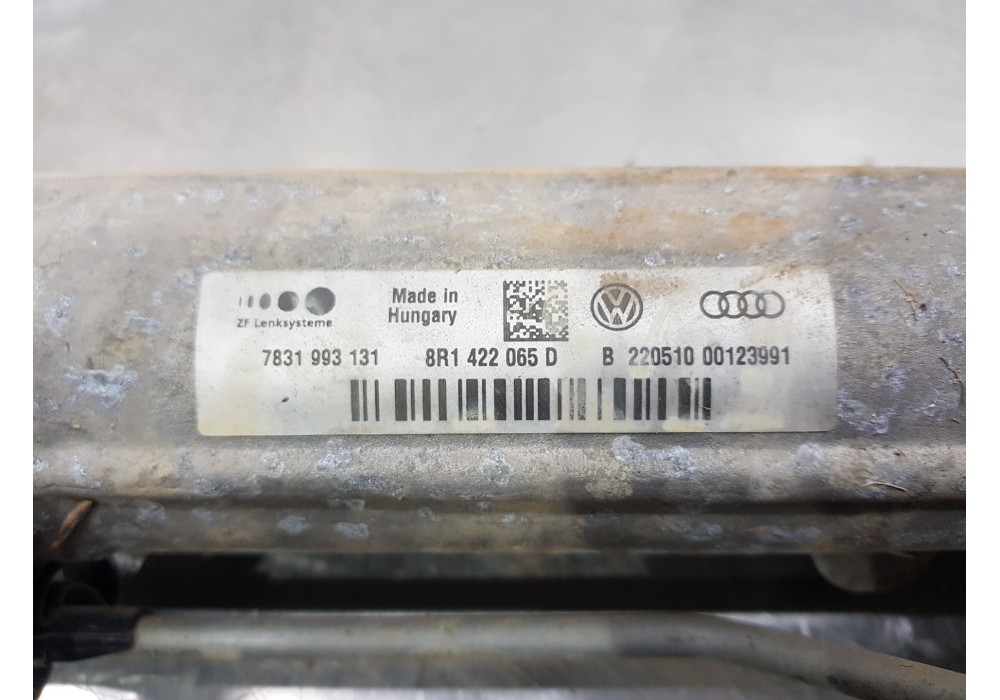 ZF Lenksysteme
Made in
Hungary
7831 993 131 8R1 422 065 D B 220510 00123991